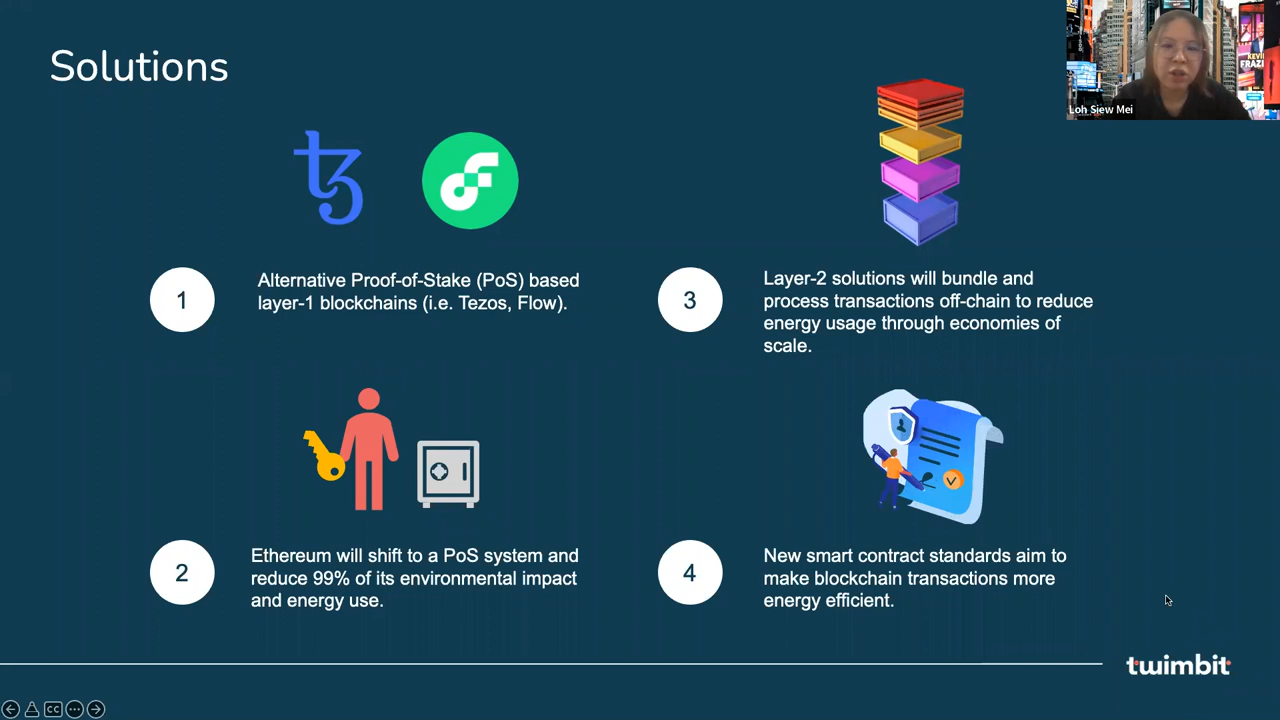 Solutions
KEVIN
Loh Siew Mei
1
Alternative Proof-of-Stake (PoS) based
layer-1 blockchains (i.e. Tezos, Flow).
2
Ethereum will shift to a PoS system and
reduce 99% of its environmental impact
and energy use.
3
Layer-2 solutions will bundle and
process transactions off-chain to reduce
energy usage through economies of
scale.
4
New smart contract standards aim to
make blockchain transactions more
energy efficient.
twimbit
CC